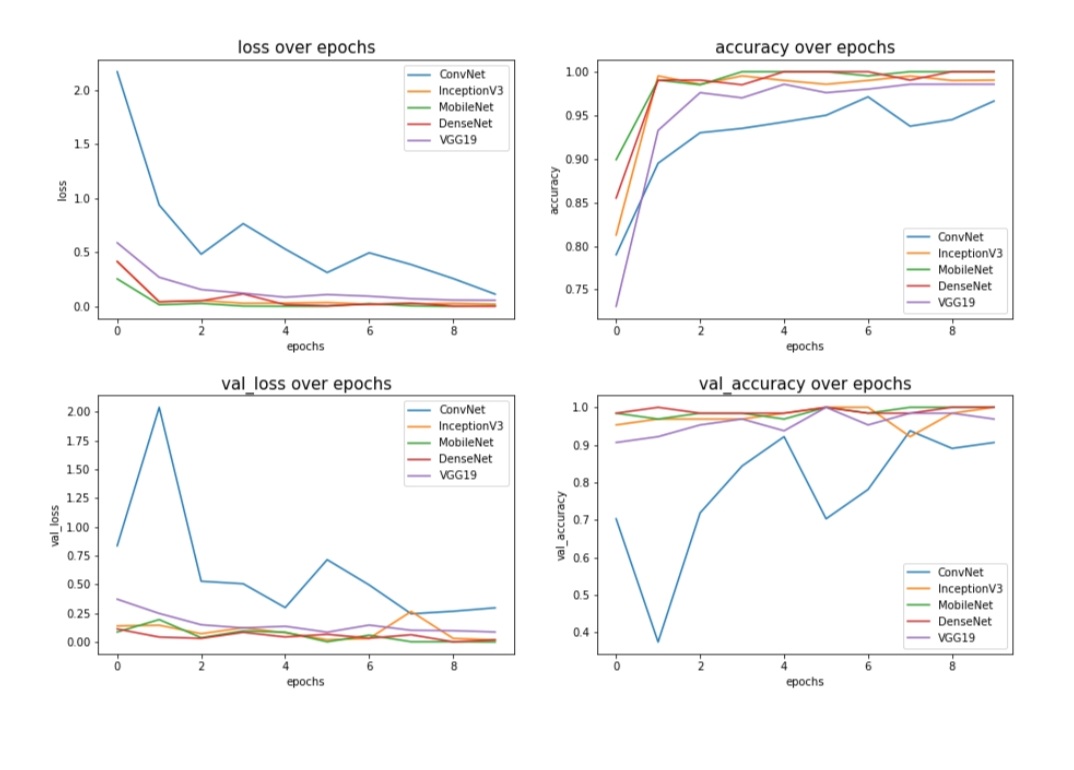 loss over epochs
loss
2.0
1.5
1.0
0.5
0.0
ConvNet
InceptionV3
MobileNet
DenseNet
VGG19
0 2 4 6 8
epochs
accuracy over epochs
accuracy
1.00
0.95
0.90
0.85
0.80
0.75
ConvNet
InceptionV3
MobileNet
DenseNet
VGG19
0 2 4 6 8
epochs
val_loss over epochs
val_loss
2.00
1.75
1.50
1.25
1.00
0.75
0.50
0.25
0.00
ConvNet
InceptionV3
MobileNet
DenseNet
VGG19
0 2 4 6 8
epochs
val_accuracy over epochs
val_accuracy
1.0
0.9
0.8
0.7
0.6
0.5
0.4
ConvNet
InceptionV3
MobileNet
DenseNet
VGG19
0 2 4 6 8
epochs